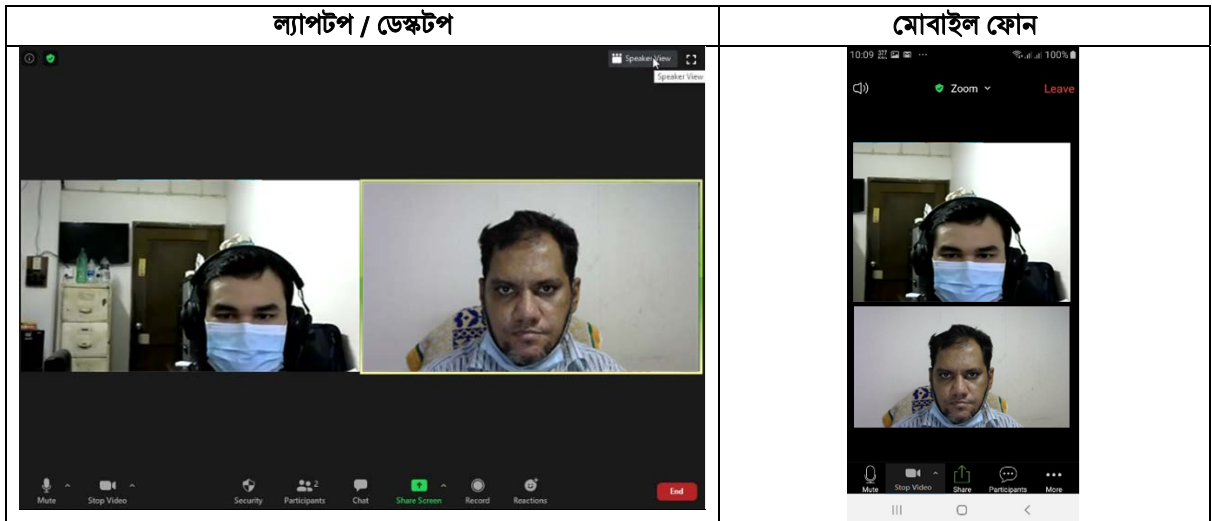 ল্যাপটপ / ডেস্কটপ
মোবাইল ফোন
Speaker View
Speaker View
Mute
Stop Video
Security
Participants
2
Chat
Share Screen
Record
Reactions
End
10:09
100%
Zoom
Leave
Mute
Stop Video
Share
Participants
More